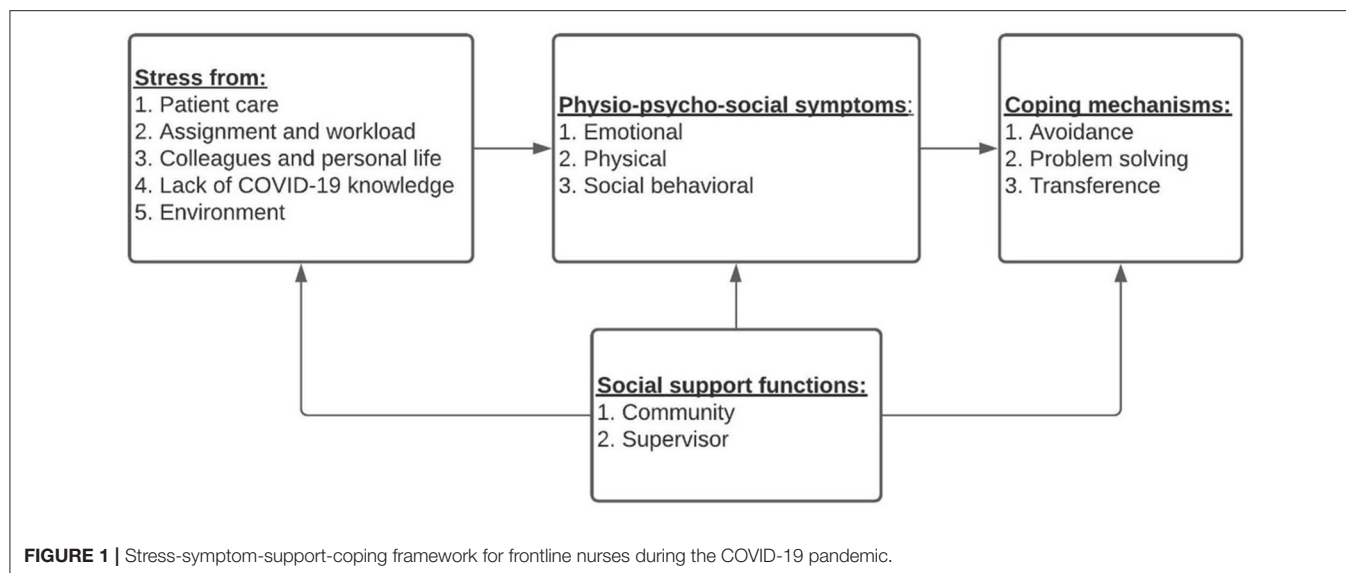 Stress from:
1. Patient care
2. Assignment and workload
3. Colleagues and personal life
4. Lack of COVID-19 knowledge
5. Environment
Physio-psycho-social symptoms:
1. Emotional
2. Physical
3. Social behavioral
Coping mechanisms:
1. Avoidance
2. Problem solving
3. Transference
Social support functions:
1. Community
2. Supervisor
FIGURE 1 | Stress-symptom-support-coping framework for frontline nurses during the COVID-19 pandemic.